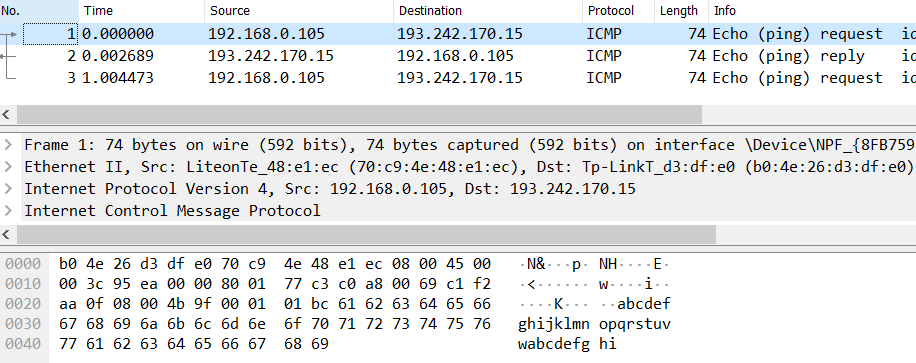 No. Time Source Destination Protocol Length Info
1 0.000000 192.168.0.105 193.242.170.15 ICMP 74 Echo (ping) request id
2 0.002689 193.242.170.15 192.168.0.105 ICMP 74 Echo (ping) reply id
3 1.004473 192.168.0.105 193.242.170.15 ICMP 74 Echo (ping) request id
Frame 1: 74 bytes on wire (592 bits), 74 bytes captured (592 bits) on interface \Device\NPF_{8FB759
Ethernet II, Src: LiteonTe_48:e1:ec (70:c9:4e:48:e1:ec), Dst: Tp-LinkT_d3:df:e0 (b0:4e:26:d3:df:e0)
Internet Protocol Version 4, Src: 192.168.0.105, Dst: 193.242.170.15
Internet Control Message Protocol
0000 b0 4e 26 d3 df e0 70 c9 4e 48 e1 ec 08 00 45 00 ·N&···p· NH····E·
0010 00 3c 95 ea 00 00 80 01 77 c3 c0 a8 00 69 c1 f2 ·<······ w····i··
0020 aa 0f 08 00 4b 9f 00 01 01 bc 61 62 63 64 65 66 ····K··· ··abcdef
0030 67 68 69 6a 6b 6c 6d 6e 6f 70 71 72 73 74 75 76 ghijklmn opqrstuv
0040 77 61 62 63 64 65 66 67 68 69 wabcdefg hi